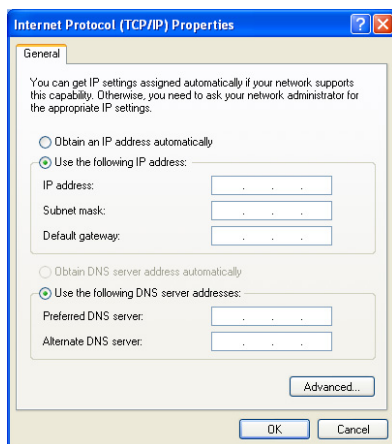 Internet Protocol (TCP/IP) Properties
General
You can get IP settings assigned automatically if your network supports
this capability. Otherwise, you need to ask your network administrator for
the appropriate IP settings.
Obtain an IP address automatically
Use the following IP address:
IP address:
Subnet mask:
Default gateway:
Obtain DNS server address automatically
Use the following DNS server addresses:
Preferred DNS server:
Alternate DNS server:
Advanced...
OK Cancel